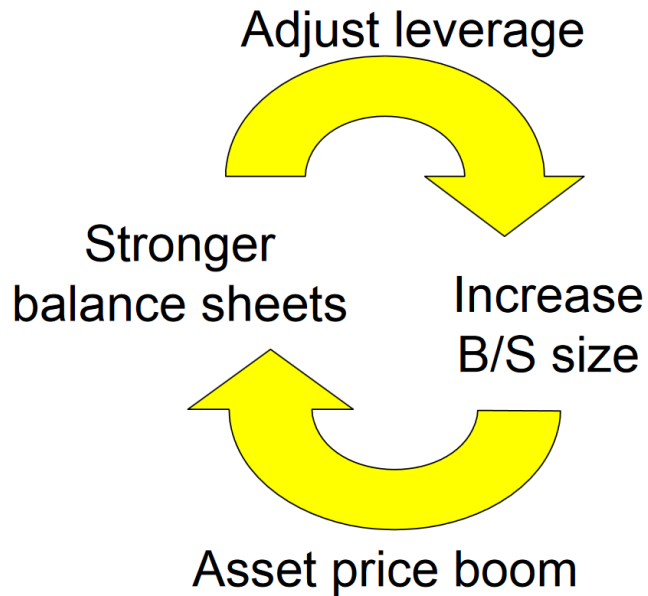 Adjust leverage
Stronger
balance sheets
Increase
B/S size
Asset price boom